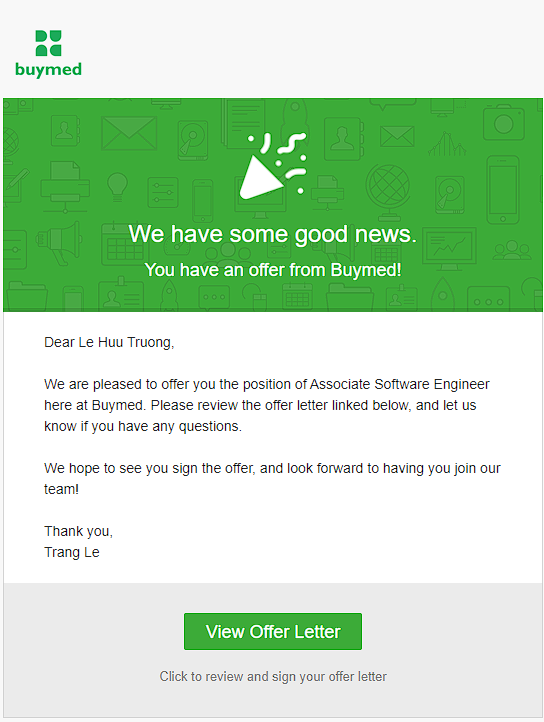 buymed
We have some good news.
You have an offer from Buymed!
Dear Le Huu Truong,
We are pleased to offer you the position of Associate Software Engineer
here at Buymed. Please review the offer letter linked below, and let us
know if you have any questions.
We hope to see you sign the offer, and look forward to having you join our
team!
Thank you,
Trang Le
View Offer Letter
Click to review and sign your offer letter